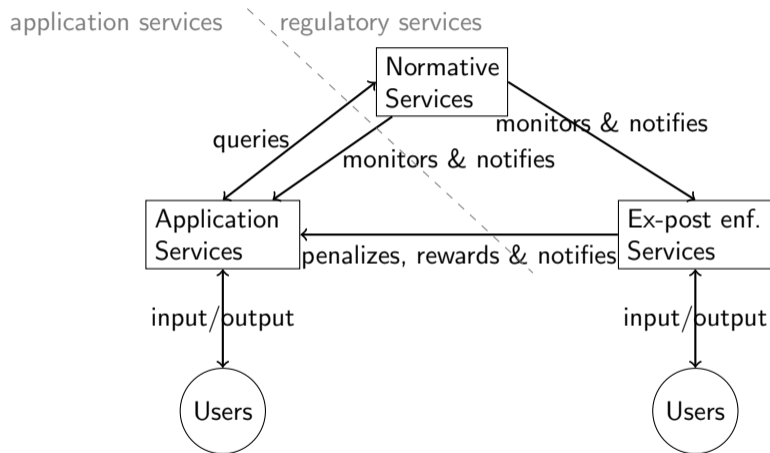 application services
regulatory services
Normative
Services
queries
monitors & notifies
monitors & notifies
Application
Services
Ex-post enf.
Services
penalizes, rewards & notifies
input/output
input/output
Users
Users